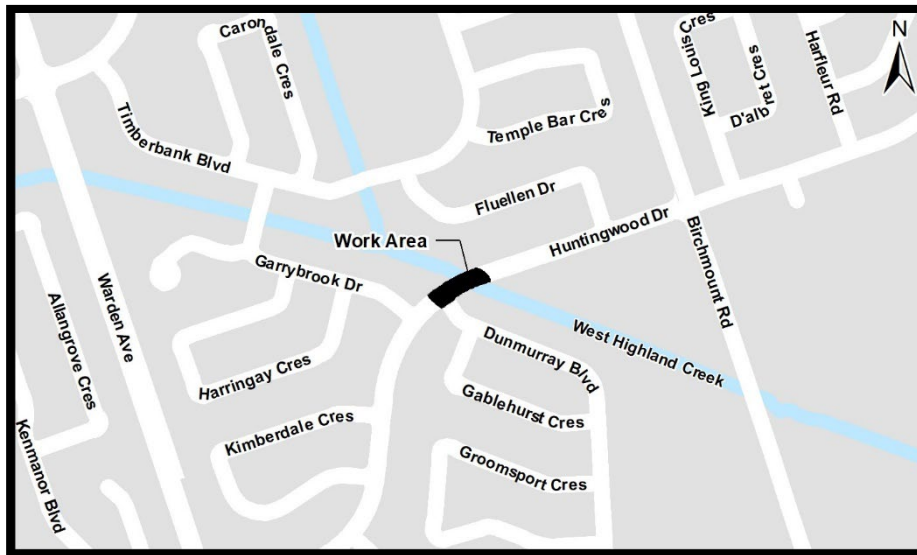 Carondale Cres
King Louis Cres
D'albret Cres
Harfleur Rd
N
Timberbank Blvd
Temple Bar Cres
Fluellen Dr
Huntingwood Dr
Work Area
Garrybrook Dr
Birchmount Rd
Allangrove Cres
Warden Ave
Harringay Cres
Dunmurray Blvd
West Highland Creek
Gablehurst Cres
Kimberdale Cres
Groomsport Cres
Kenmanor Blvd